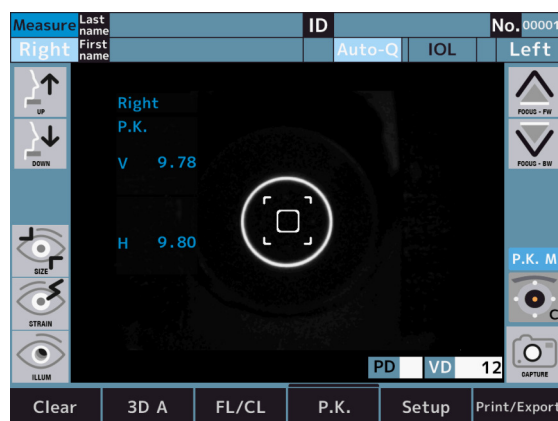 Measure Last name ID No. 00001
Right First name Auto-Q IOL Left
UP
FOCUS - FW
DOWN
FOCUS - BW
Right
P.K.
V 9.78
H 9.80
SIZE
P.K. M
STRAIN
C
ILLUM
CAPTURE
PD VD 12
Clear 3D A FL/CL P.K. Setup Print/Export